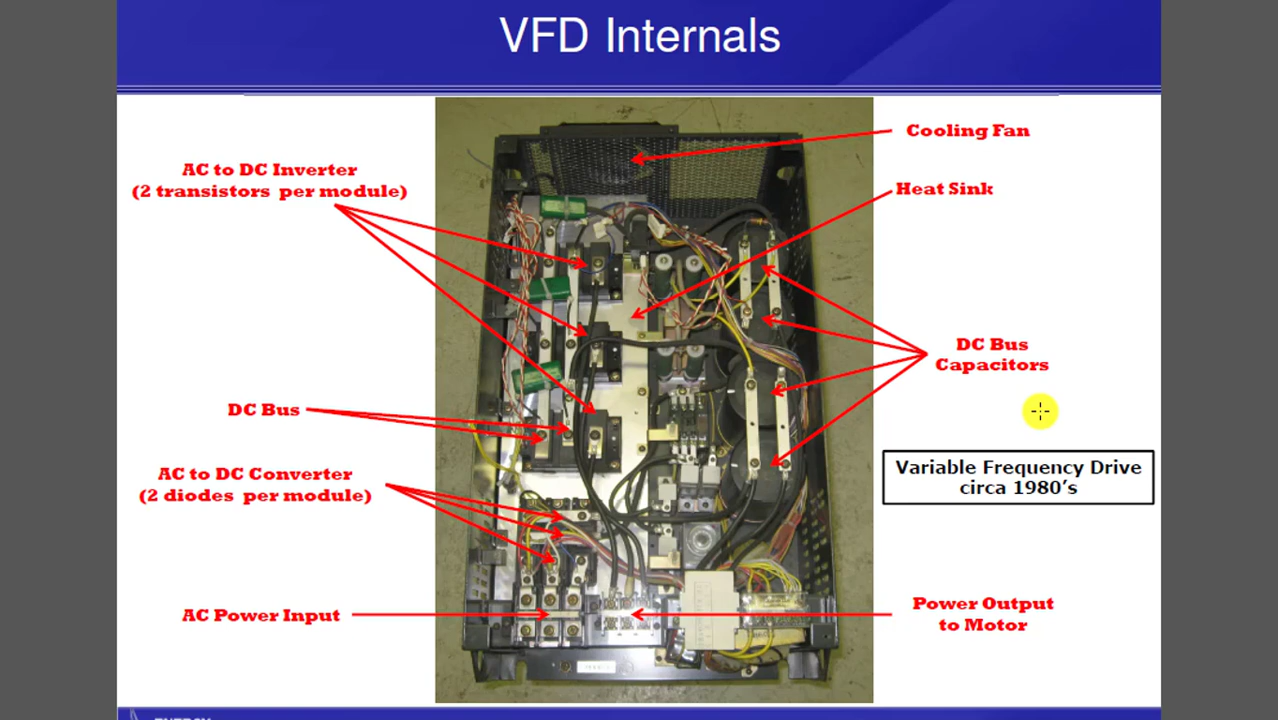 VFD Internals
Cooling Fan
AC to DC Inverter
(2 transistors per module)
Heat Sink
DC Bus
Capacitors
DC Bus
AC to DC Converter
(2 diodes per module)
Variable Frequency Drive
circa 1980's
AC Power Input
Power Output
to Motor